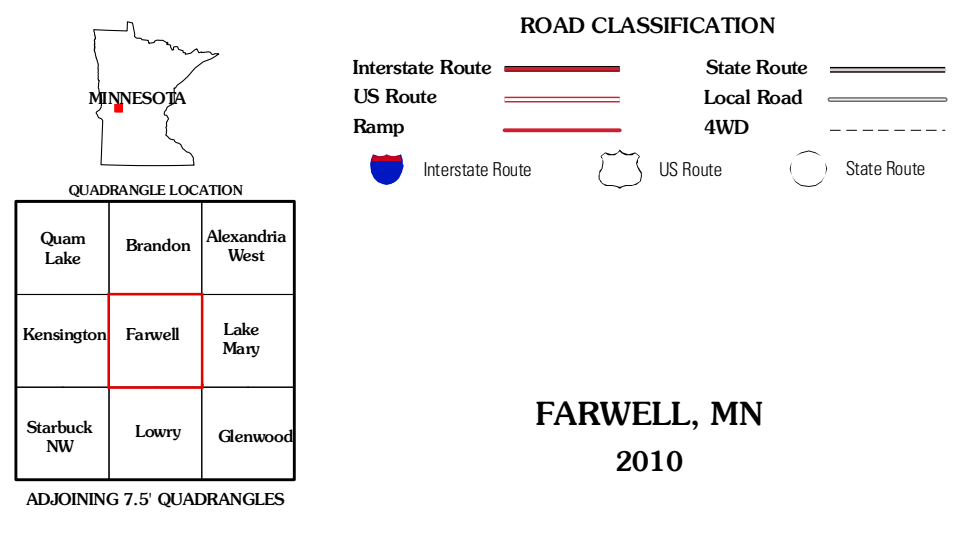 MINNESOTA
QUADRANGLE LOCATION
Quam
Lake
Brandon
Alexandria
West
Kensington
Farwell
Lake
Mary
Starbuck
NW
Lowry
Glenwood
ADJOINING 7.5' QUADRANGLES
ROAD CLASSIFICATION
Interstate Route
US Route
Ramp
State Route
Local Road
4WD
Interstate Route
US Route
State Route
FARWELL, MN
2010